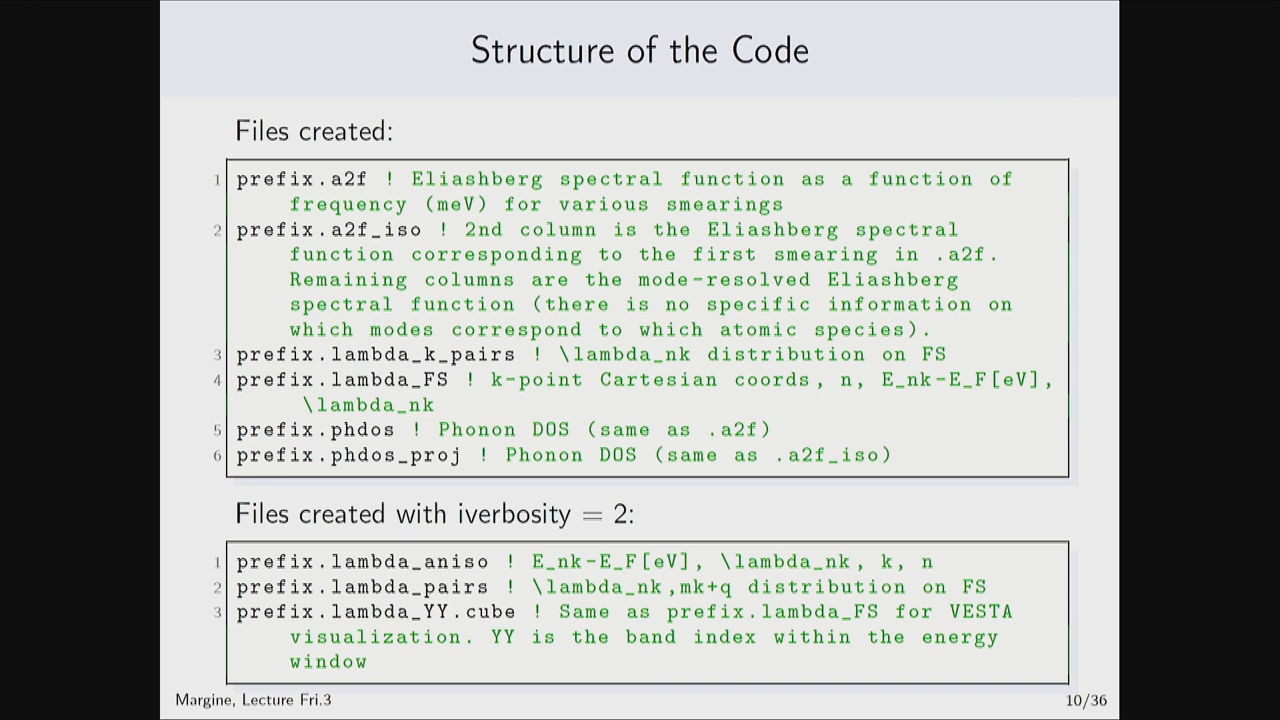 Structure of the Code
Files created:
1 prefix.a2f ! Eliashberg spectral function as a function of
frequency (meV) for various smearings
2 prefix.a2f_iso ! 2nd column is the Eliashberg spectral
function corresponding to the first smearing in .a2f.
Remaining columns are the mode-resolved Eliashberg
spectral function (there is no specific information on
which modes correspond to which atomic species).
3 prefix.lambda_k_pairs ! \lambda_nk distribution on FS
4 prefix.lambda_FS ! k-point Cartesian coords, n, E_nk-E_F[eV],
\lambda_nk
5 prefix.phdos ! Phonon DOS (same as .a2f)
6 prefix.phdos_proj ! Phonon DOS (same as .a2f_iso)
Files created with iverbosity = 2:
1 prefix.lambda_aniso ! E_nk-E_F[eV], \lambda_nk, k, n
2 prefix.lambda_pairs ! \lambda_nk,mk+q distribution on FS
3 prefix.lambda_YY.cube ! Same as prefix.lambda_FS for VESTA
visualization. YY is the band index within the energy
window
Margine, Lecture Fri.3
10/36